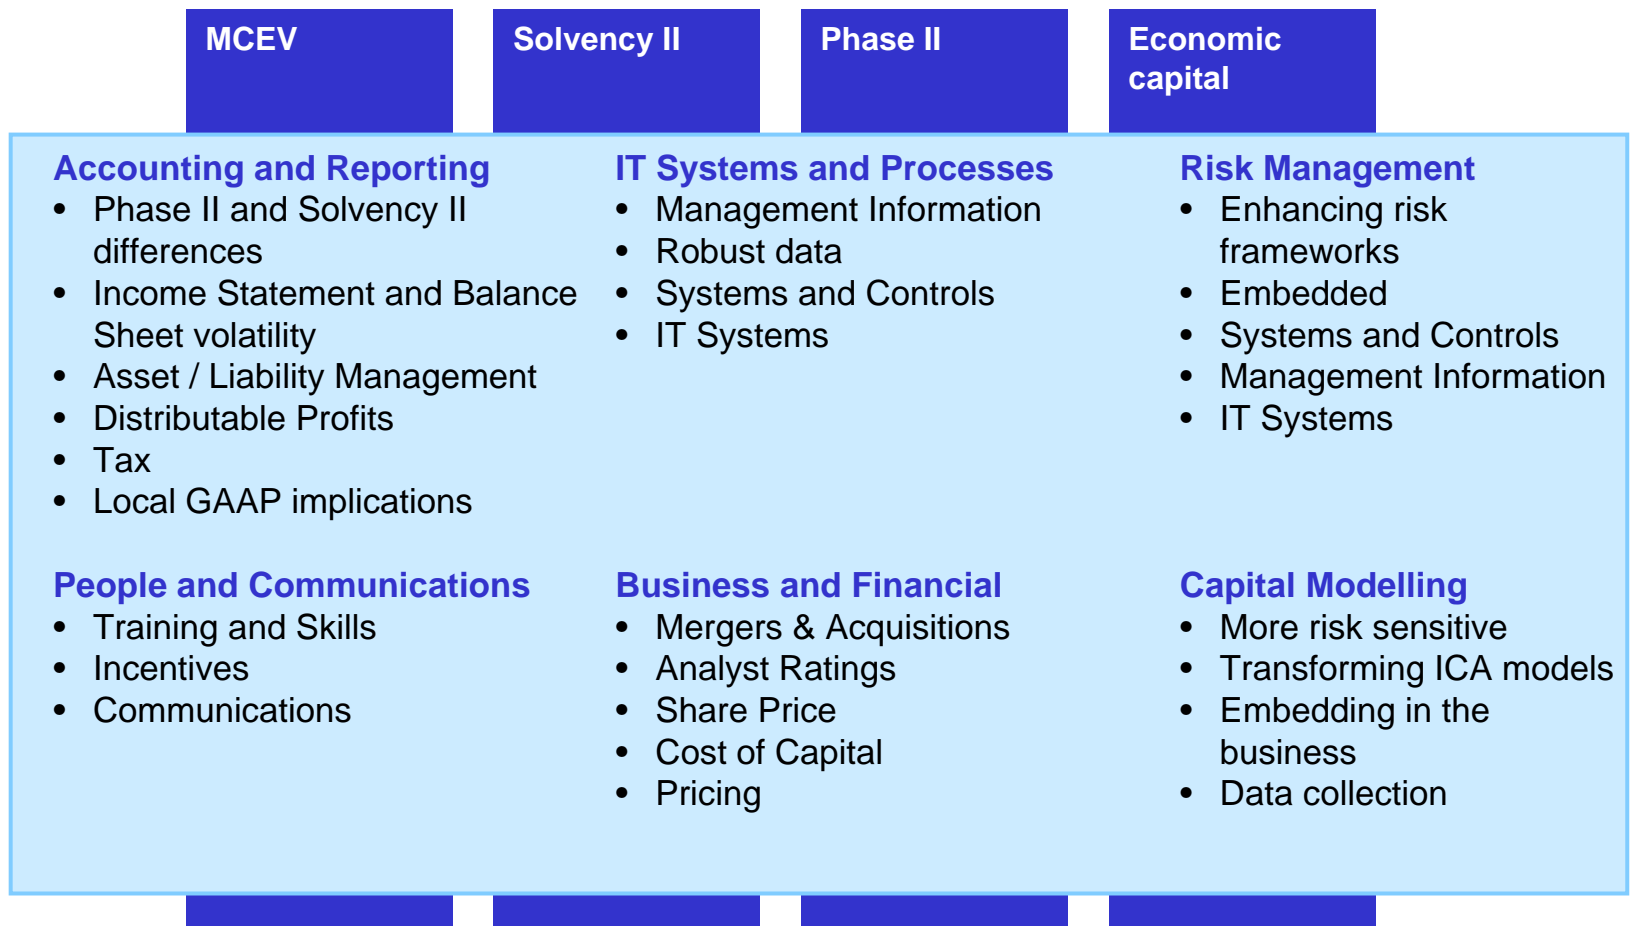 MCEV
Solvency II
Phase II
Economic
capital
Accounting and Reporting
• Phase II and Solvency II
differences
• Income Statement and Balance
Sheet volatility
• Asset / Liability Management
• Distributable Profits
• Tax
• Local GAAP implications
IT Systems and Processes
• Management Information
• Robust data
• Systems and Controls
• IT Systems
Risk Management
• Enhancing risk
frameworks
• Embedded
• Systems and Controls
• Management Information
• IT Systems
People and Communications
• Training and Skills
• Incentives
• Communications
Business and Financial
• Mergers & Acquisitions
• Analyst Ratings
• Share Price
• Cost of Capital
• Pricing
Capital Modelling
• More risk sensitive
• Transforming ICA models
• Embedding in the
business
• Data collection